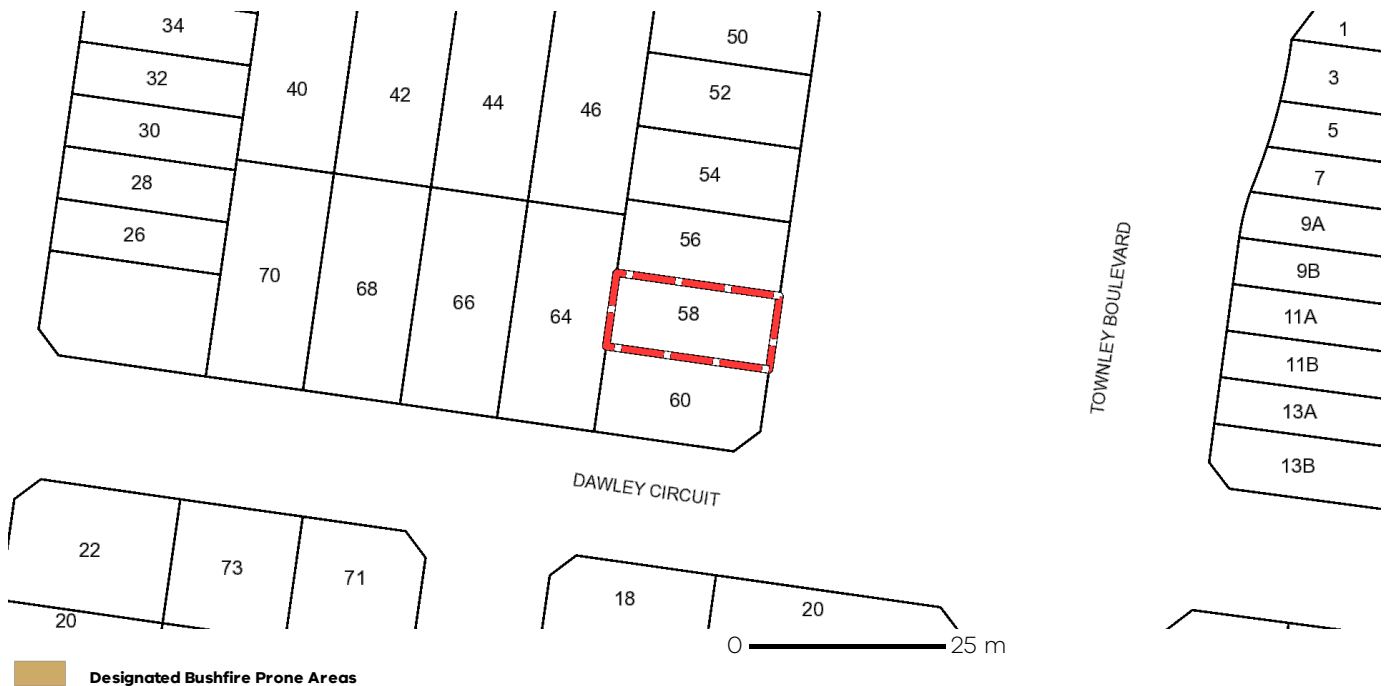 34
50
1
32
40
42
44
46
52
3
30
5
28
54
7
26
56
9A
70
68
66
64
58
9B
11A
TOWNLEY BOULEVARD
11B
60
13A
13B
DAWLEY CIRCUIT
22
73
71
18
20
20
0 25 m
Designated Bushfire Prone Areas